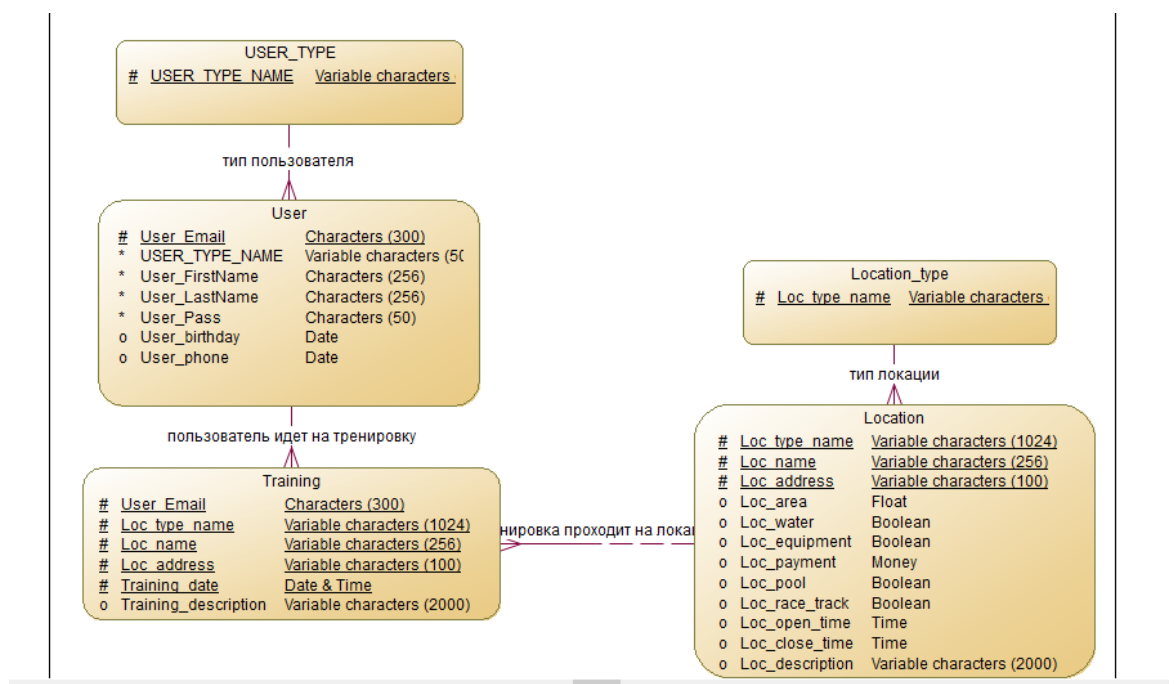 USER_TYPE
# USER_TYPE_NAME Variable characters
тип пользователя
User
# User_Email Characters (300)
* USER_TYPE_NAME Variable characters (50
* User_FirstName Characters (256)
* User_LastName Characters (256)
* User_Pass Characters (50)
o User_birthday Date
o User_phone Date
пользователь идет на тренировку
Training
# User_Email Characters (300)
# Loc_type_name Variable characters (1024)
# Loc_name Variable characters (256)
# Loc_address Variable characters (100)
# Training_date Date & Time
o Training_description Variable characters (2000)
нировка проходит на лока
Location_type
# Loc_type_name Variable characters
тип локации
Location
# Loc_type_name Variable characters (1024)
# Loc_name Variable characters (256)
# Loc_address Variable characters (100)
o Loc_area Float
o Loc_water Boolean
o Loc_equipment Boolean
o Loc_payment Money
o Loc_pool Boolean
o Loc_race_track Boolean
o Loc_open_time Time
o Loc_close_time Time
o Loc_description Variable characters (2000)